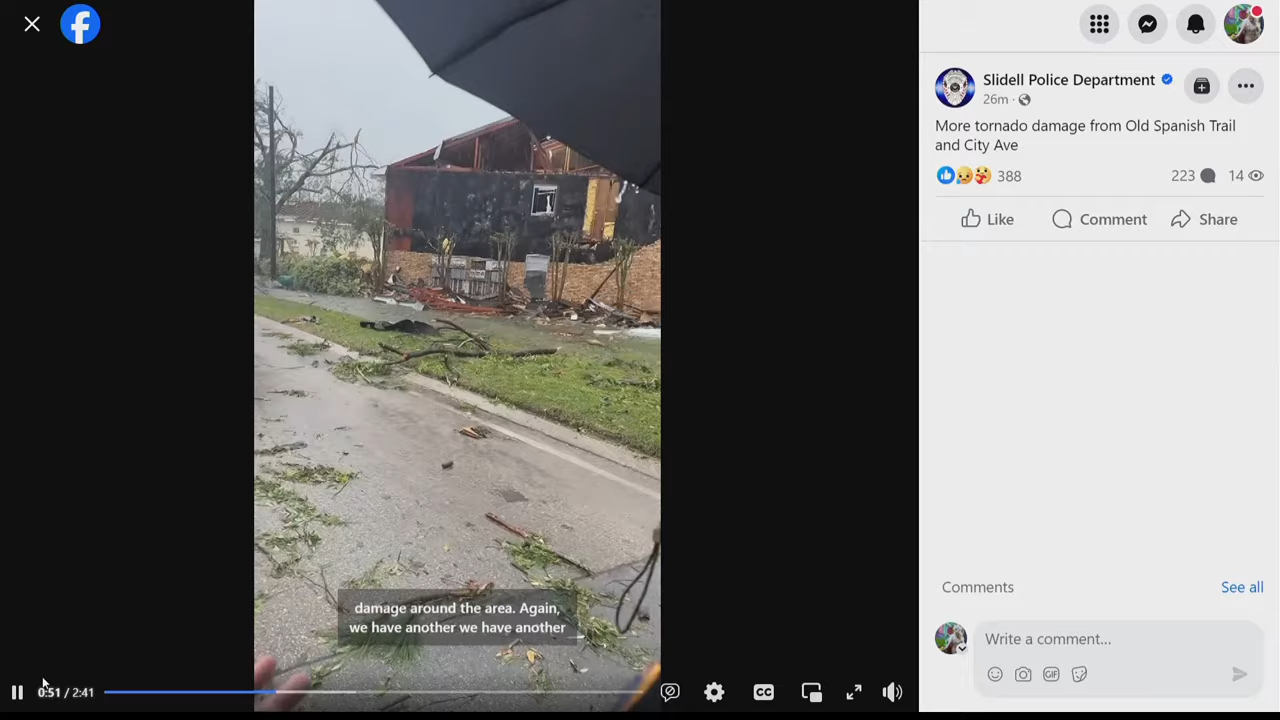 Slidell Police Department
26m ·
More tornado damage from Old Spanish Trail
and City Ave
388
223
14
Like
Comment
Share
damage around the area. Again,
we have another we have another
0:51 / 2:41
CC
Comments
See all
Write a comment...
GIF